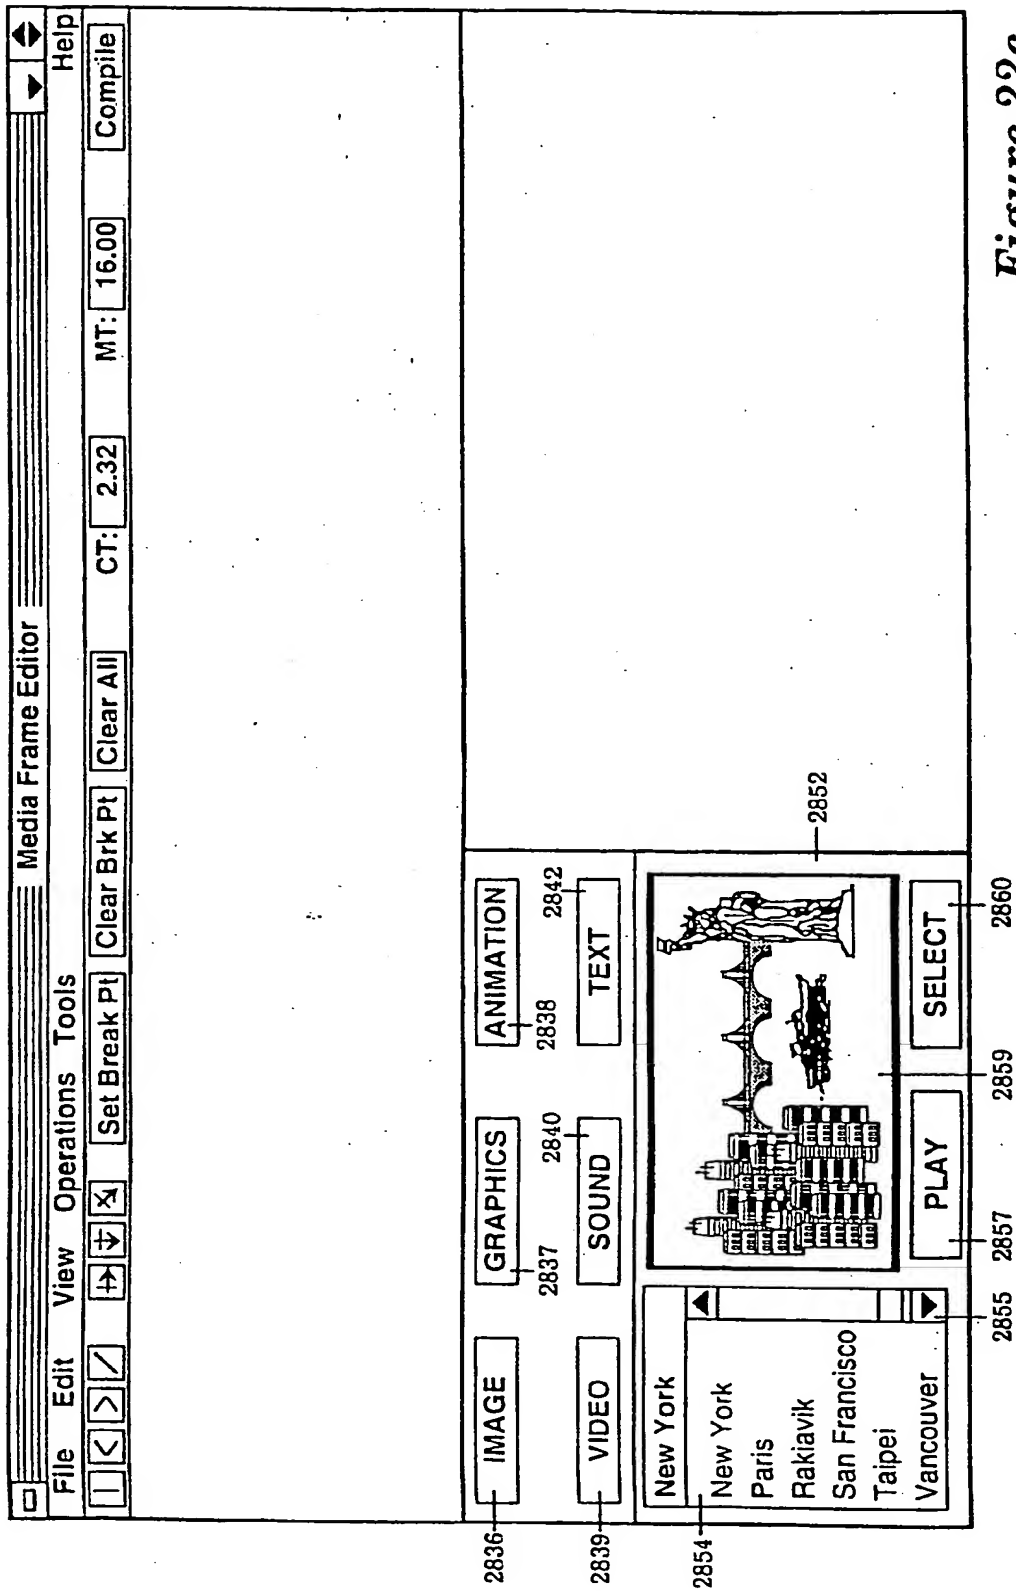 Media Frame Editor
File Edit View Operations Tools Help
Set Break Pt Clear Brk Pt Clear All CT: 2.32 MT: 16.00 Compile
2836 IMAGE GRAPHICS ANIMATION
2837 2838
2840 2842
2839 VIDEO SOUND TEXT
2854
New York
New York
Paris
Rakiavik
San Francisco
Taipei
Vancouver
2852
PLAY SELECT
2855 2857 2859 2860